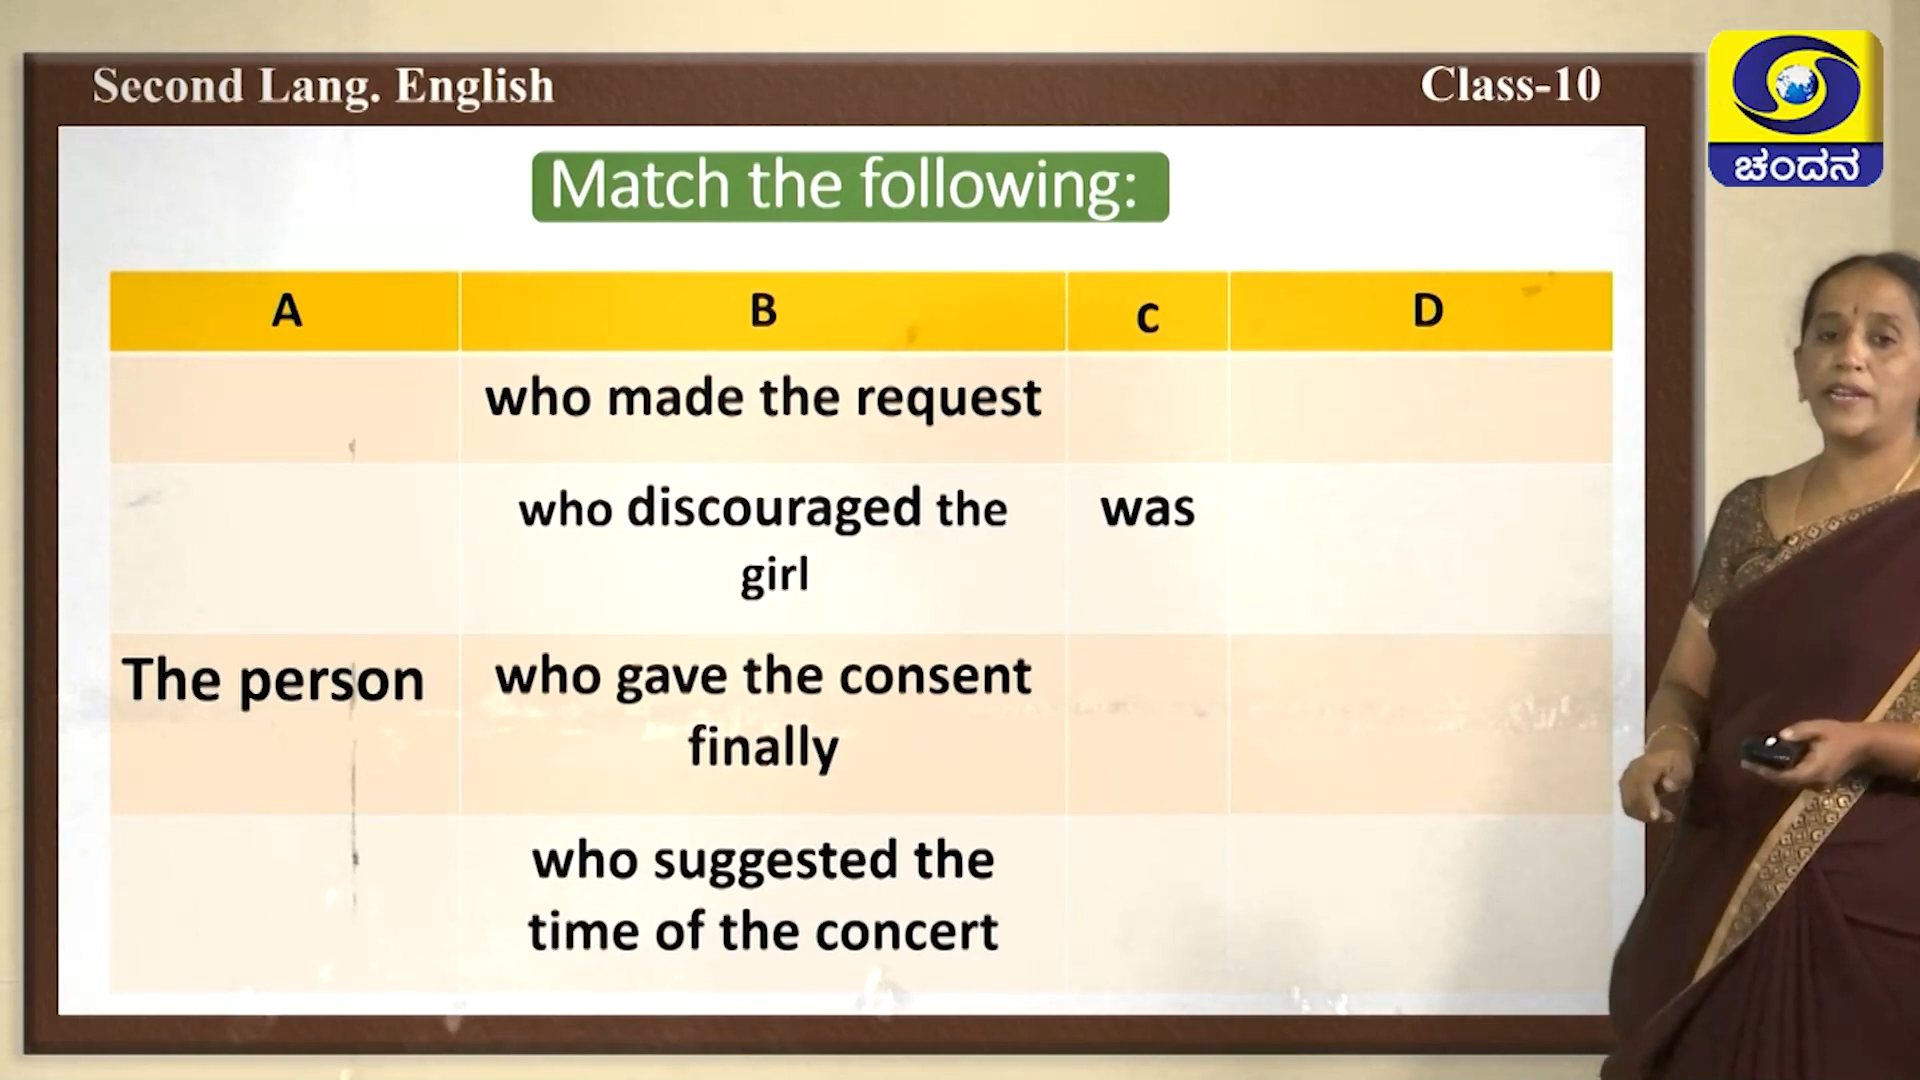 Second Lang. English
Class-10
ಚಂದನ
Match the following:
A B C D
who made the request
who discouraged the was
girl
The person who gave the consent
finally
who suggested the
time of the concert